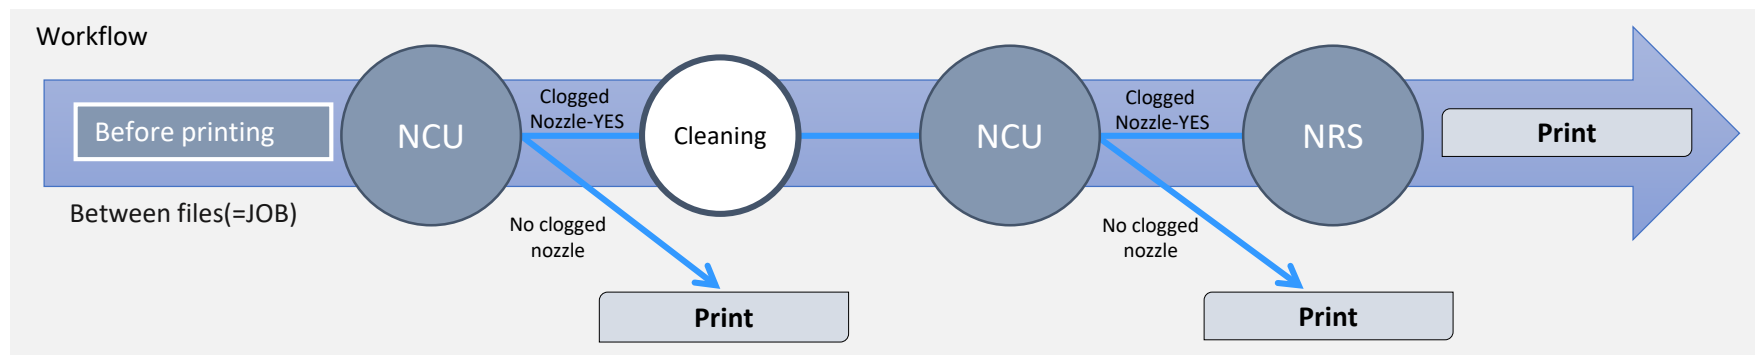 Workflow
Before printing
Between files(=JOB)
NCU
Clogged
Nozzle-YES
No clogged
nozzle
Print
Cleaning
NCU
Clogged
Nozzle-YES
No clogged
nozzle
Print
NRS
Print